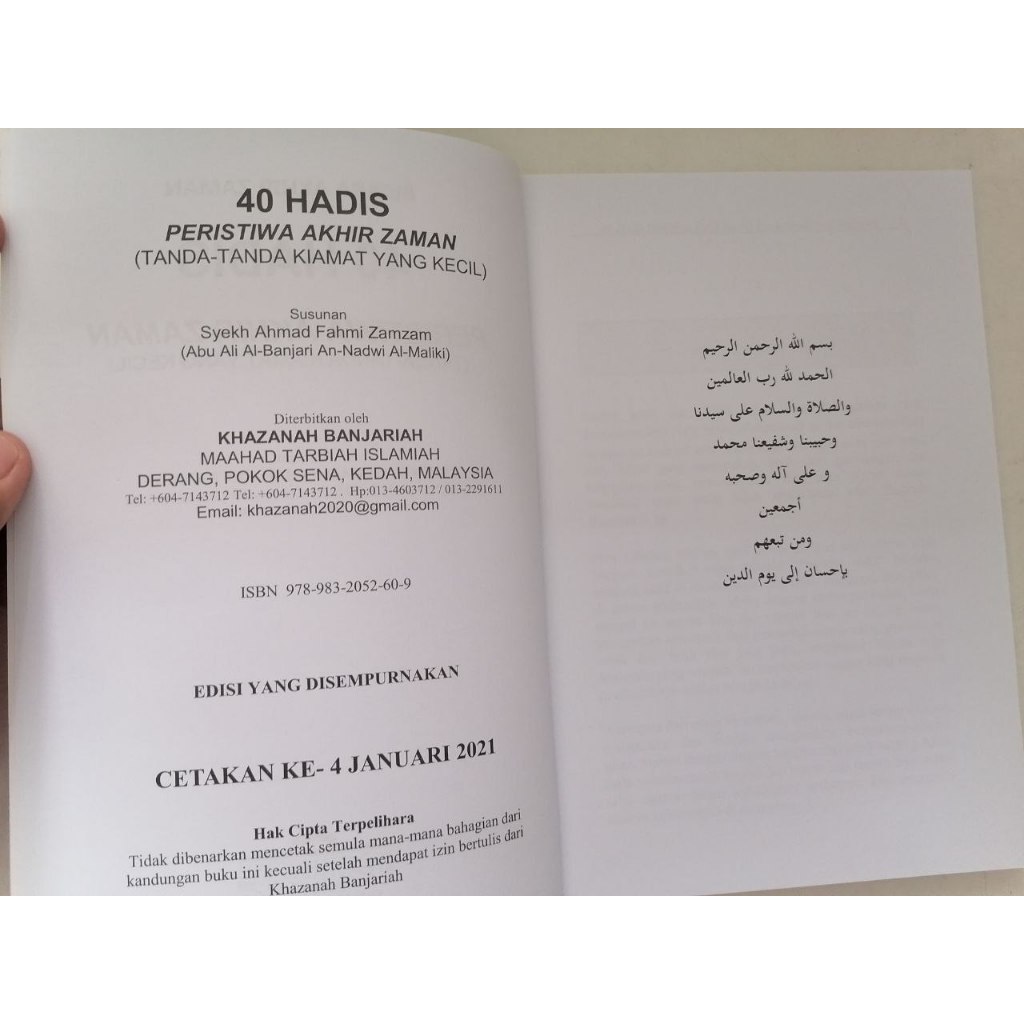 40 HADIS
PERISTIWA AKHIR ZAMAN
(TANDA-TANDA KIAMAT YANG KECIL)
Susunan
Syekh Ahmad Fahmi Zamzam
(Abu Ali Al-Banjari An-Nadwi Al-Maliki)
Diterbitkan oleh
KHAZANAH BANJARIAH
MAAHAD TARBIAH ISLAMIAH
DERANG, POKOK SENA, KEDAH, MALAYSIA
Tel: +604-7143712 Tel: +604-7143712 . Hp:013-4603712 / 013-2291611
Email: khazanah2020@gmail.com
ISBN 978-983-2052-60-9
EDISI YANG DISEMPURNAKAN
CETAKAN KE- 4 JANUARI 2021
Hak Cipta Terpelihara
Tidak dibenarkan mencetak semula mana-mana bahagian dari
kandungan buku ini kecuali setelah mendapat izin bertulis dari
Khazanah Banjariah
بسم الله الرحمن الرحيم
الحمد لله رب العالمين
والصلاة والسلام على سيدنا
وحبيبنا وشفيعنا محمد
و على آله وصحبه
أجمعين
ومن تبعهم
بإحسان إلى يوم الدين